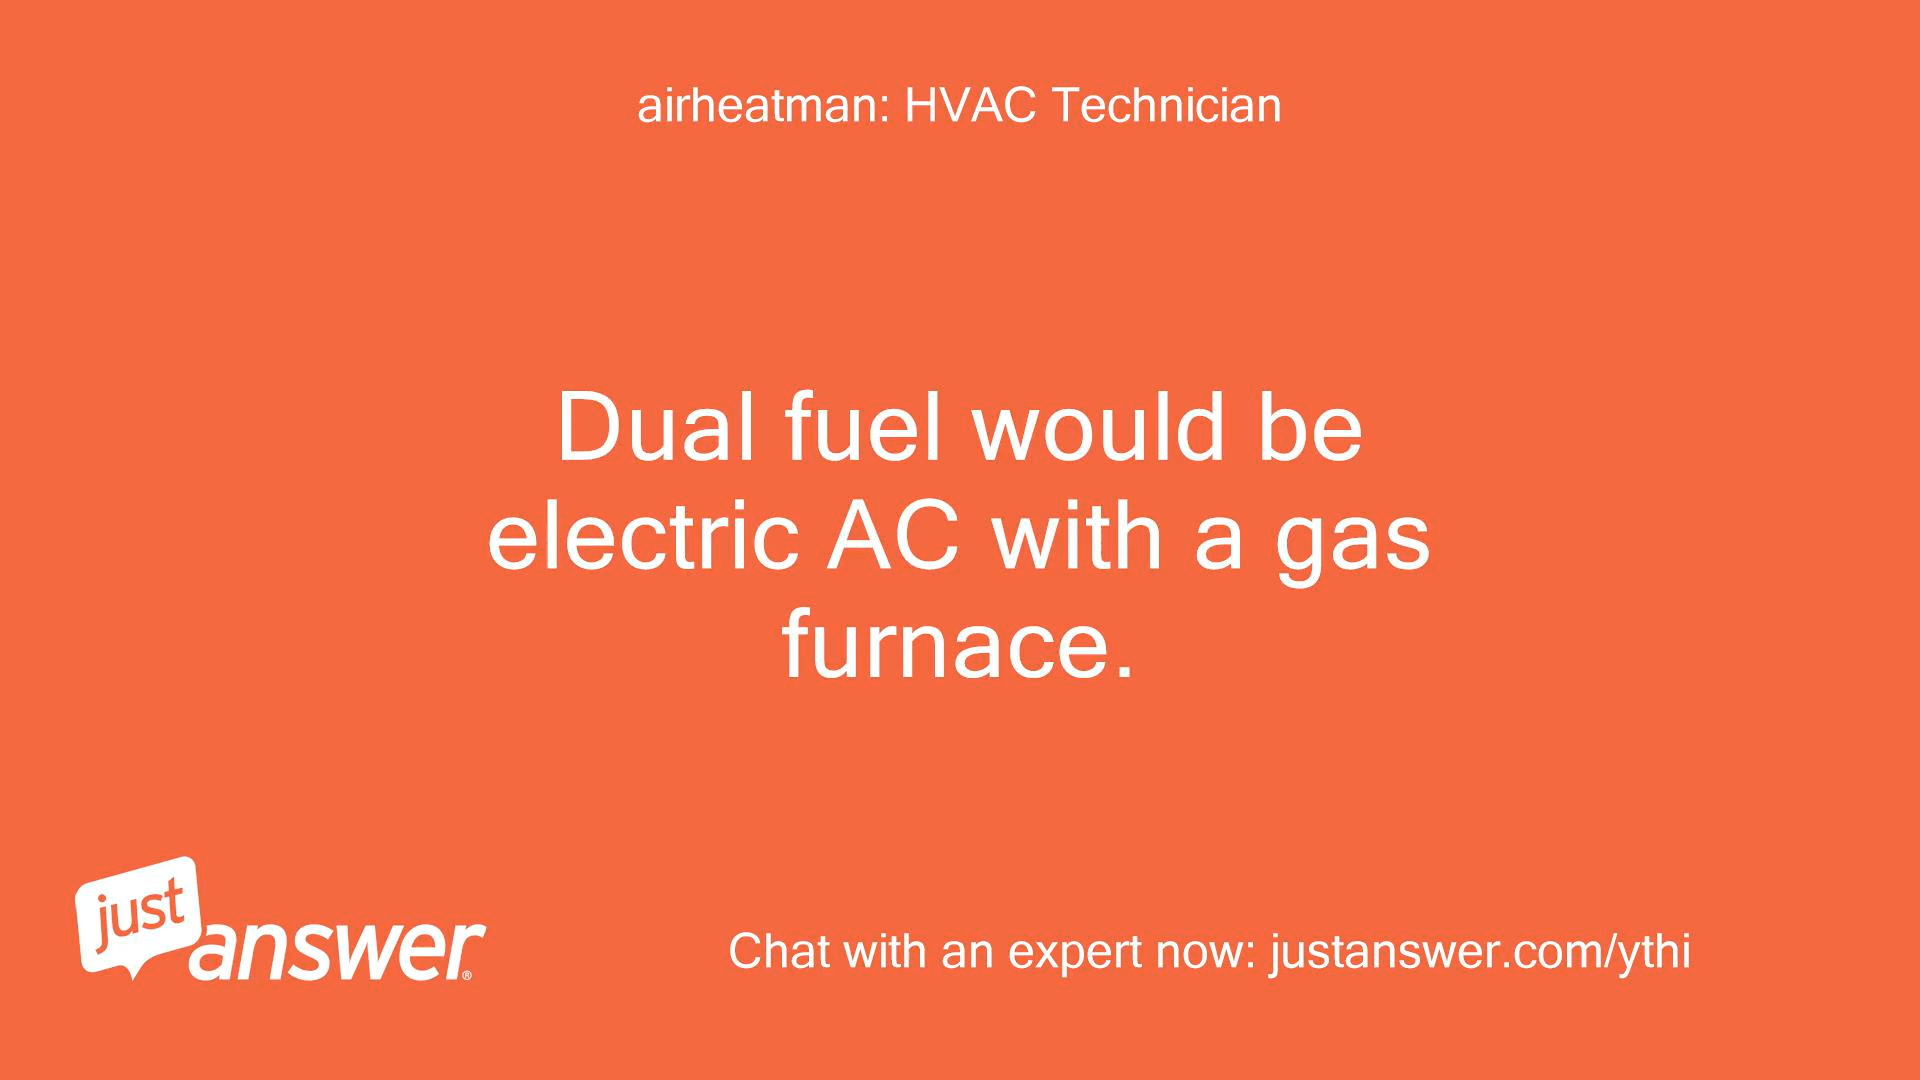 airheatman: HVAC Technician
Dual fuel would be
electric AC with a gas
furnace.
just
answer®
Chat with an expert now: justanswer.com/ythi